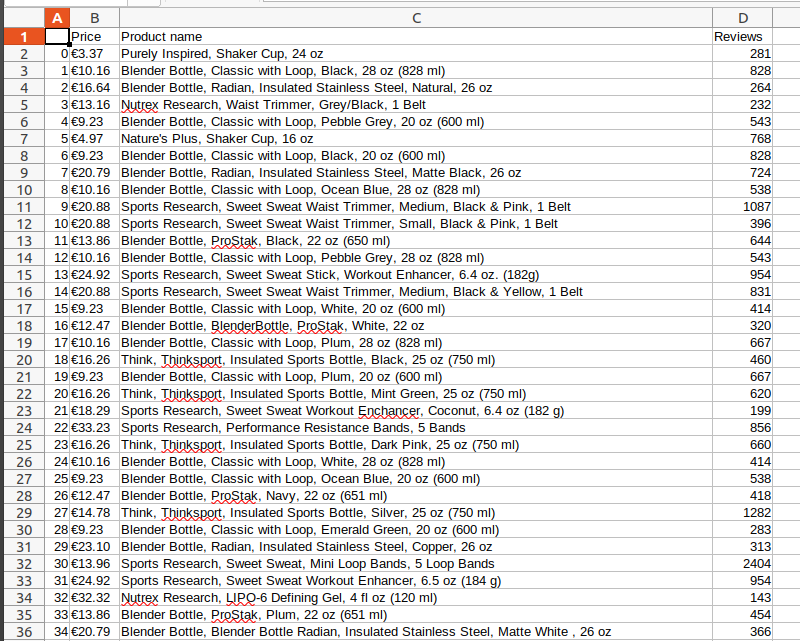 A B C D
1 Price Product name Reviews
2 0 €3.37 Purely Inspired, Shaker Cup, 24 oz 281
3 1 €10.16 Blender Bottle, Classic with Loop, Black, 28 oz (828 ml) 828
4 2 €16.64 Blender Bottle, Radian, Insulated Stainless Steel, Natural, 26 oz 264
5 3 €13.16 Nutrex Research, Waist Trimmer, Grey/Black, 1 Belt 232
6 4 €9.23 Blender Bottle, Classic with Loop, Pebble Grey, 20 oz (600 ml) 543
7 5 €4.97 Nature's Plus, Shaker Cup, 16 oz 768
8 6 €9.23 Blender Bottle, Classic with Loop, Black, 20 oz (600 ml) 828
9 7 €20.79 Blender Bottle, Radian, Insulated Stainless Steel, Matte Black, 26 oz 724
10 8 €10.16 Blender Bottle, Classic with Loop, Ocean Blue, 28 oz (828 ml) 538
11 9 €20.88 Sports Research, Sweet Sweat Waist Trimmer, Medium, Black & Pink, 1 Belt 1087
12 10 €20.88 Sports Research, Sweet Sweat Waist Trimmer, Small, Black & Pink, 1 Belt 396
13 11 €13.86 Blender Bottle, ProStak, Black, 22 oz (650 ml) 644
14 12 €10.16 Blender Bottle, Classic with Loop, Pebble Grey, 28 oz (828 ml) 543
15 13 €24.92 Sports Research, Sweet Sweat Stick, Workout Enhancer, 6.4 oz. (182g) 954
16 14 €20.88 Sports Research, Sweet Sweat Waist Trimmer, Medium, Black & Yellow, 1 Belt 831
17 15 €9.23 Blender Bottle, Classic with Loop, White, 20 oz (600 ml) 414
18 16 €12.47 Blender Bottle, BlenderBottle, ProStak, White, 22 oz 320
19 17 €10.16 Blender Bottle, Classic with Loop, Plum, 28 oz (828 ml) 667
20 18 €16.26 Think, Thinksport, Insulated Sports Bottle, Black, 25 oz (750 ml) 460
21 19 €9.23 Blender Bottle, Classic with Loop, Plum, 20 oz (600 ml) 667
22 20 €16.26 Think, Thinksport, Insulated Sports Bottle, Mint Green, 25 oz (750 ml) 620
23 21 €18.29 Sports Research, Sweet Sweat Workout Enchancer, Coconut, 6.4 oz (182 g) 199
24 22 €33.23 Sports Research, Performance Resistance Bands, 5 Bands 856
25 23 €16.26 Think, Thinksport, Insulated Sports Bottle, Dark Pink, 25 oz (750 ml) 660
26 24 €10.16 Blender Bottle, Classic with Loop, White, 28 oz (828 ml) 414
27 25 €9.23 Blender Bottle, Classic with Loop, Ocean Blue, 20 oz (600 ml) 538
28 26 €12.47 Blender Bottle, ProStak, Navy, 22 oz (651 ml) 418
29 27 €14.78 Think, Thinksport, Insulated Sports Bottle, Silver, 25 oz (750 ml) 1282
30 28 €9.23 Blender Bottle, Classic with Loop, Emerald Green, 20 oz (600 ml) 283
31 29 €23.10 Blender Bottle, Radian, Insulated Stainless Steel, Copper, 26 oz 313
32 30 €13.96 Sports Research, Sweet Sweat, Mini Loop Bands, 5 Loop Bands 2404
33 31 €24.92 Sports Research, Sweet Sweat Workout Enhancer, 6.5 oz (184 g) 954
34 32 €32.32 Nutrex Research, LIPO-6 Defining Gel, 4 fl oz (120 ml) 143
35 33 €13.86 Blender Bottle, ProStak, Plum, 22 oz (651 ml) 454
36 34 €20.79 Blender Bottle, Blender Bottle Radian, Insulated Stainless Steel, Matte White , 26 oz 366